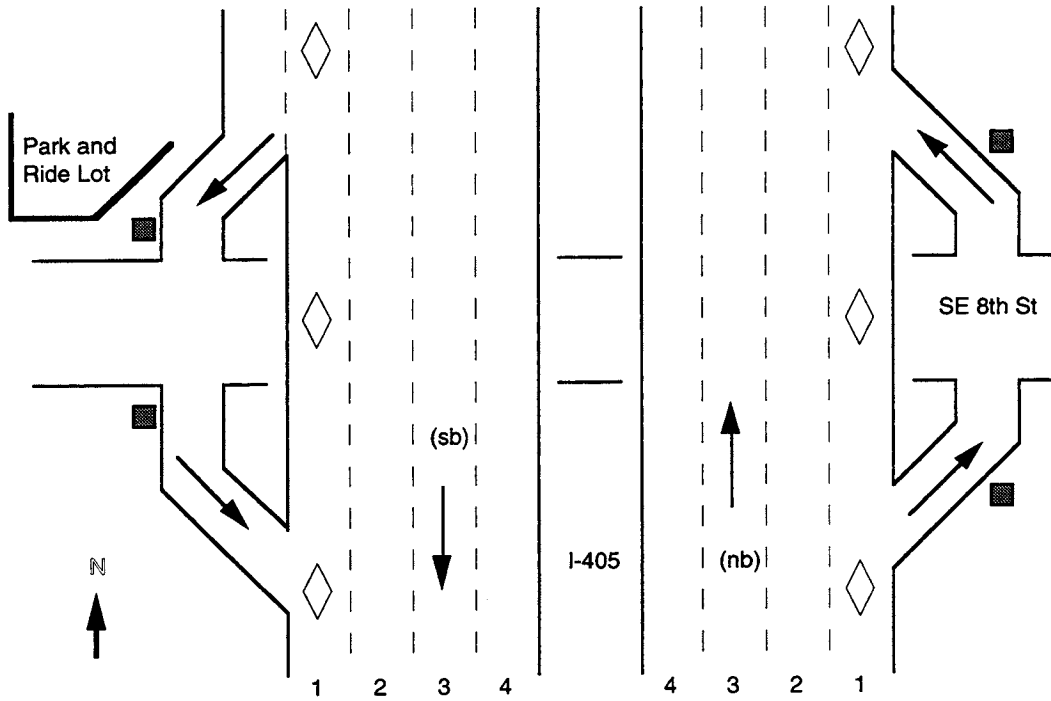 Park and
Ride Lot
SE 8th St
(sb)
I-405
(nb)
N
1 2 3 4 4 3 2 1